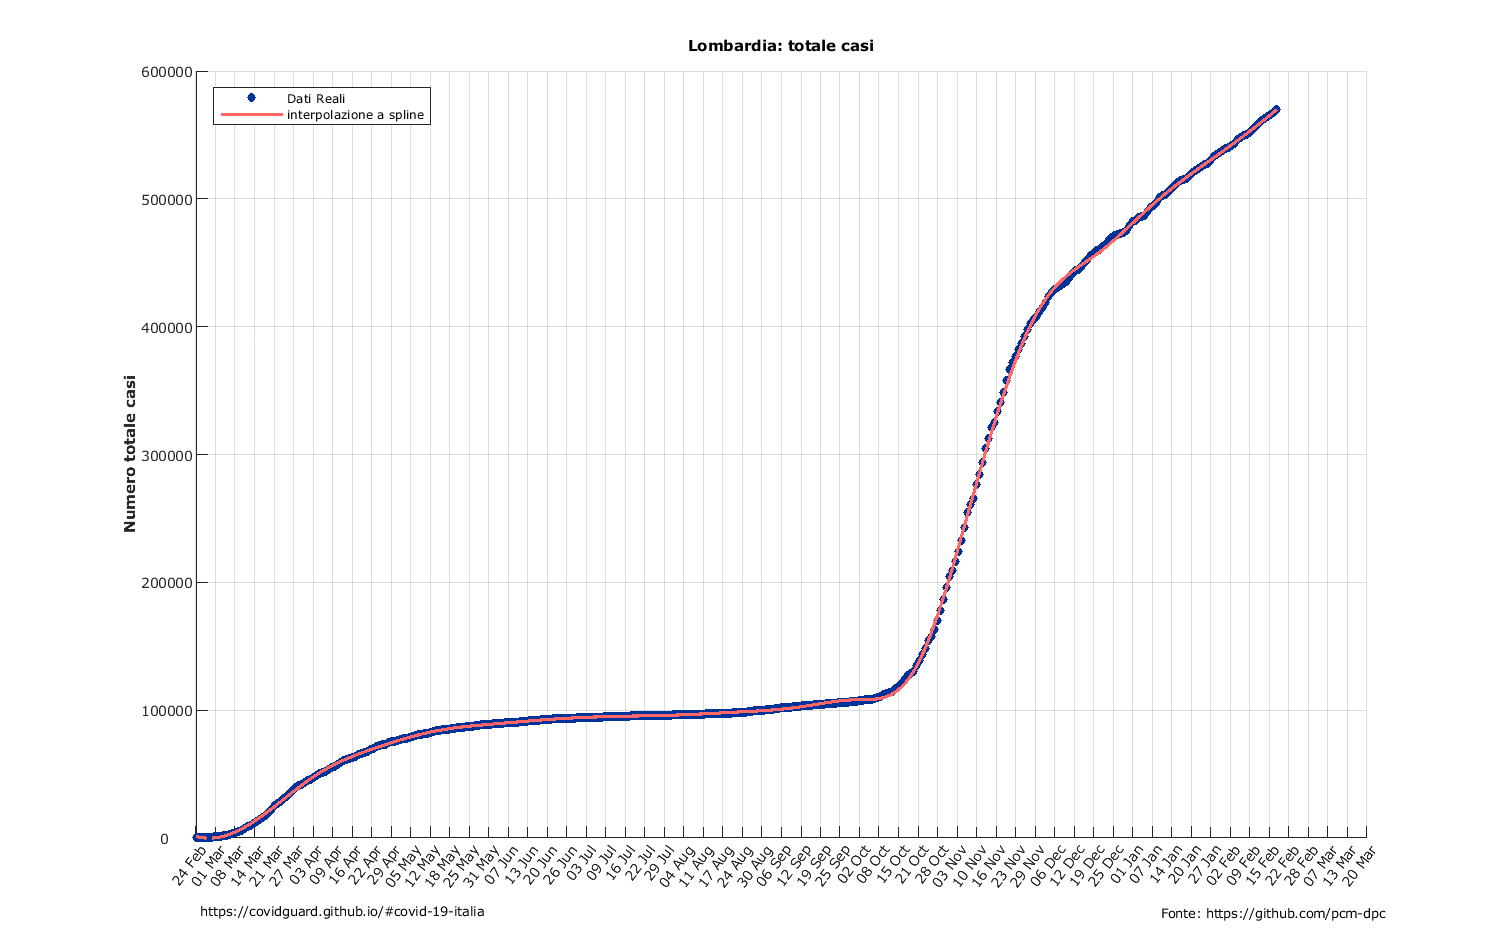 Lombardia: totale casi
600000
500000
400000
300000
200000
100000
0
Dati Reali
interpolazione a spline
Numero totale casi
24 Feb
01 Mar
08 Mar
14 Mar
21 Mar
27 Mar
03 Apr
09 Apr
16 Apr
22 Apr
29 Apr
05 May
12 May
18 May
25 May
31 May
07 Jun
13 Jun
20 Jun
26 Jun
03 Jul
09 Jul
16 Jul
22 Jul
29 Jul
04 Aug
11 Aug
17 Aug
24 Aug
30 Aug
06 Sep
12 Sep
19 Sep
25 Sep
02 Oct
08 Oct
15 Oct
21 Oct
28 Oct
03 Nov
10 Nov
16 Nov
23 Nov
29 Nov
06 Dec
12 Dec
19 Dec
25 Dec
01 Jan
07 Jan
14 Jan
20 Jan
27 Jan
02 Feb
09 Feb
15 Feb
22 Feb
28 Feb
07 Mar
13 Mar
20 Mar
https://covidguard.github.io/#covid-19-italia
Fonte: https://github.com/pcm-dpc